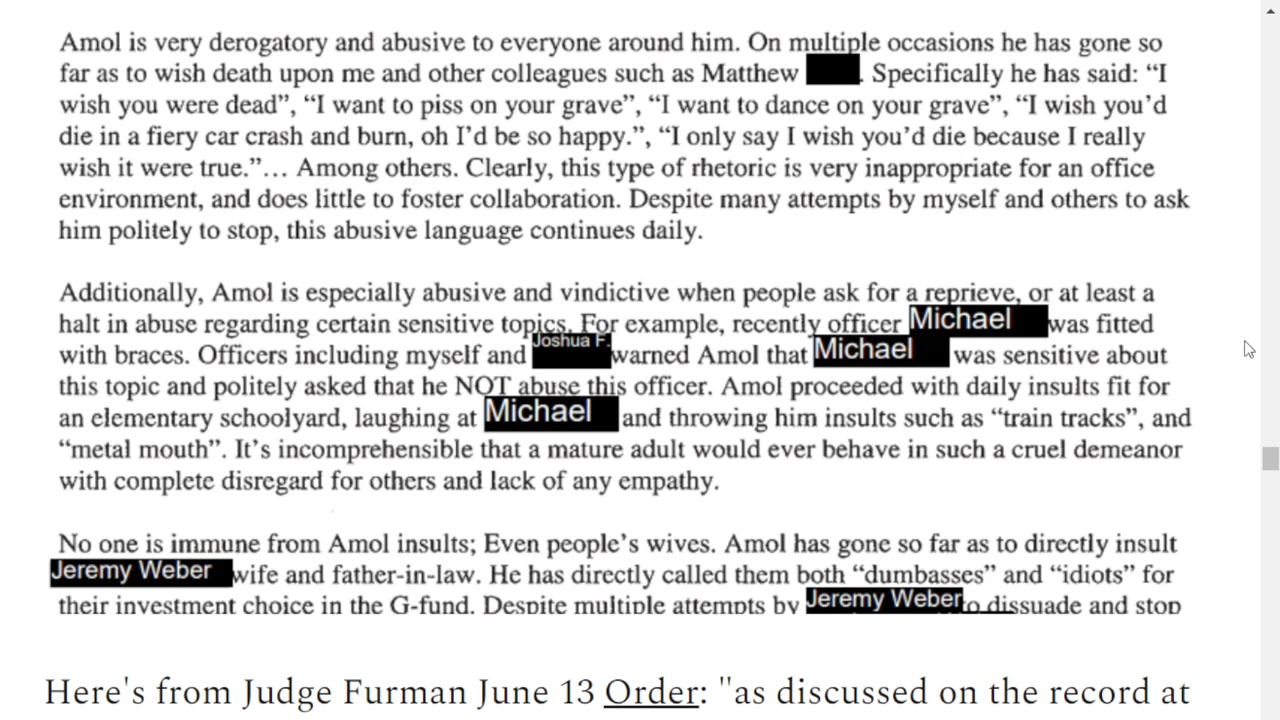 Amol is very derogatory and abusive to everyone around him. On multiple occasions he has gone so
far as to wish death upon me and other colleagues such as Matthew . Specifically he has said: “I
wish you were dead”, “I want to piss on your grave”, “I want to dance on your grave”, “I wish you’d
die in a fiery car crash and burn, oh I’d be so happy.”, “I only say I wish you’d die because I really
wish it were true.”… Among others. Clearly, this type of rhetoric is very inappropriate for an office
environment, and does little to foster collaboration. Despite many attempts by myself and others to ask
him politely to stop, this abusive language continues daily.
Additionally, Amol is especially abusive and vindictive when people ask for a reprieve, or at least a
halt in abuse regarding certain sensitive topics. For example, recently officer Michael was fitted
with braces. Officers including myself and Joshua F. warned Amol that Michael was sensitive about
this topic and politely asked that he NOT abuse this officer. Amol proceeded with daily insults fit for
an elementary schoolyard, laughing at Michael and throwing him insults such as “train tracks”, and
“metal mouth”. It’s incomprehensible that a mature adult would ever behave in such a cruel demeanor
with complete disregard for others and lack of any empathy.
No one is immune from Amol insults; Even people’s wives. Amol has gone so far as to directly insult
Jeremy Weber wife and father-in-law. He has directly called them both “dumbasses” and “idiots” for
their investment choice in the G-fund. Despite multiple attempts by Jeremy Weber to dissuade and stop
Here's from Judge Furman June 13 Order: "as discussed on the record at